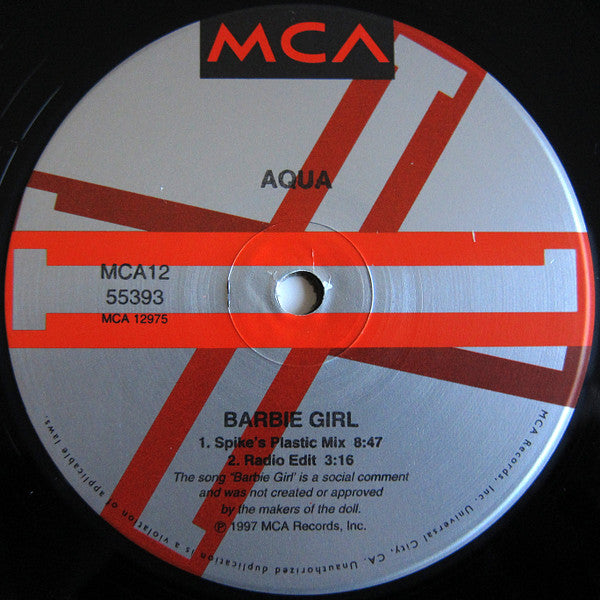 MCA
AQUA
MCA12
55393
MCA 12975
BARBIE GIRL
1. Spike's Plastic Mix 8:47
2. Radio Edit 3:16
The song "Barbie Girl' is a social comment
and was not created or approved
by the makers of the doll.
℗ 1997 MCA Records, Inc.
MCA Records, Inc. Universal City, CA. Unauthorized duplication is a violation of applicable laws.